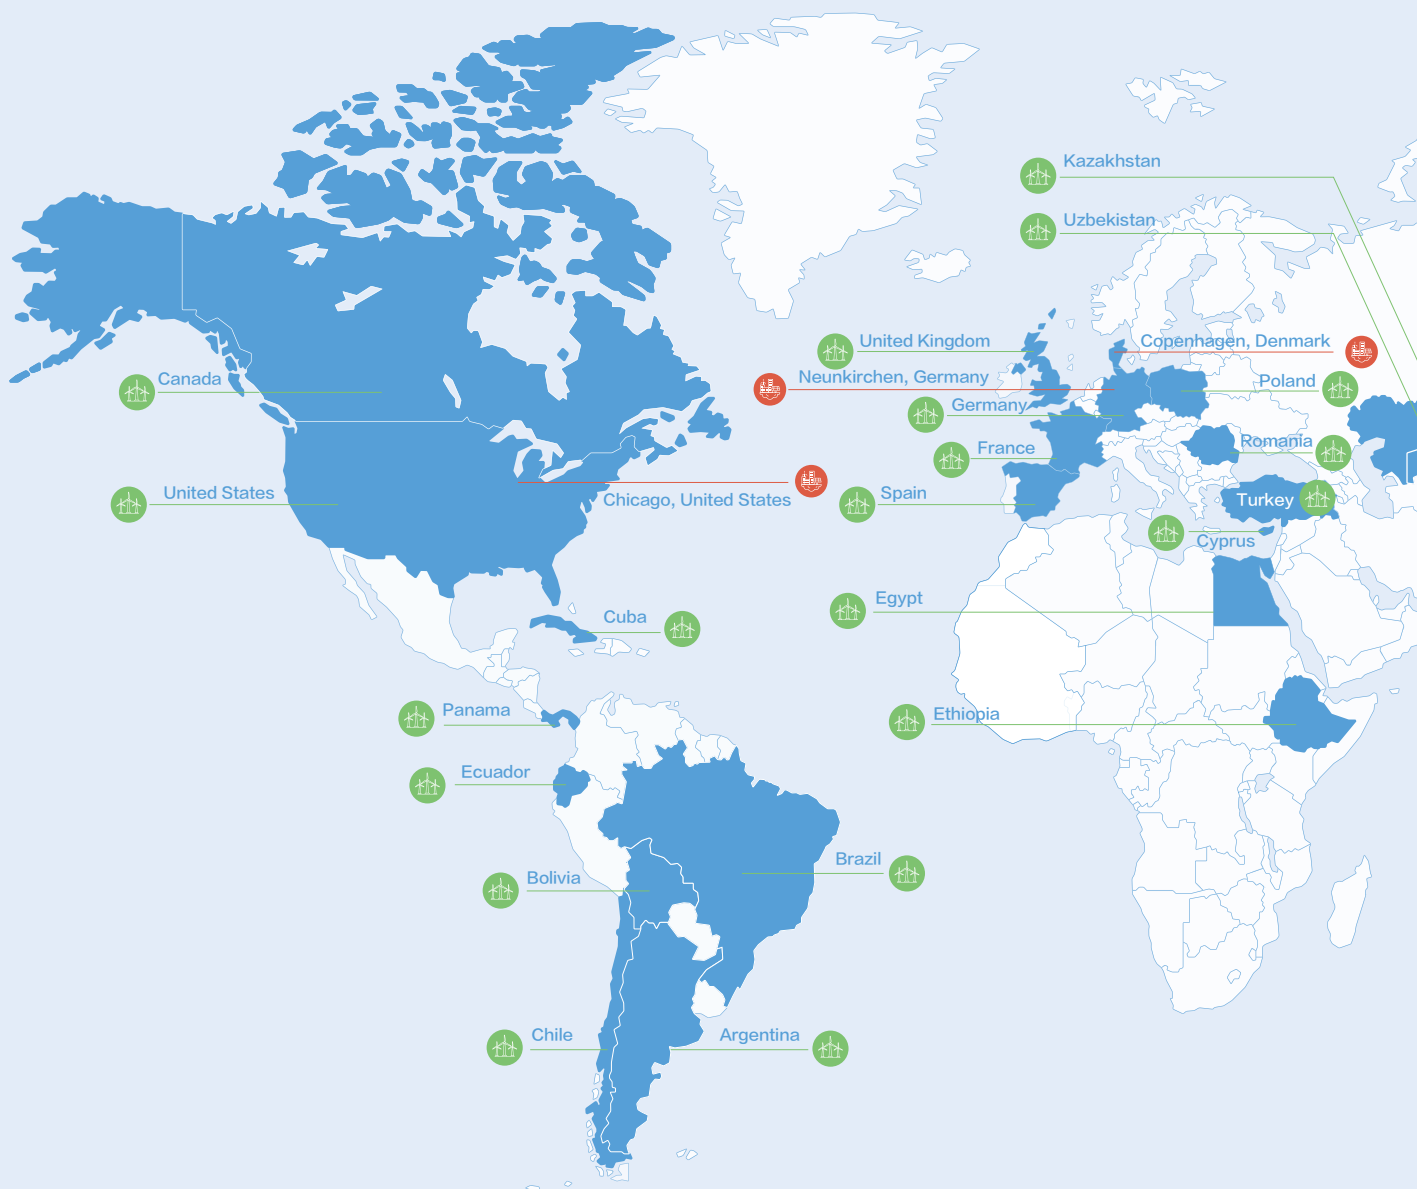 Kazakhstan
Uzbekistan
United Kingdom
Copenhagen, Denmark
Canada
Neunkirchen, Germany
Poland
Germany
France
Romania
United States
Chicago, United States
Spain
Turkey
Cyprus
Egypt
Cuba
Panama
Ethiopia
Ecuador
Brazil
Bolivia
Chile
Argentina